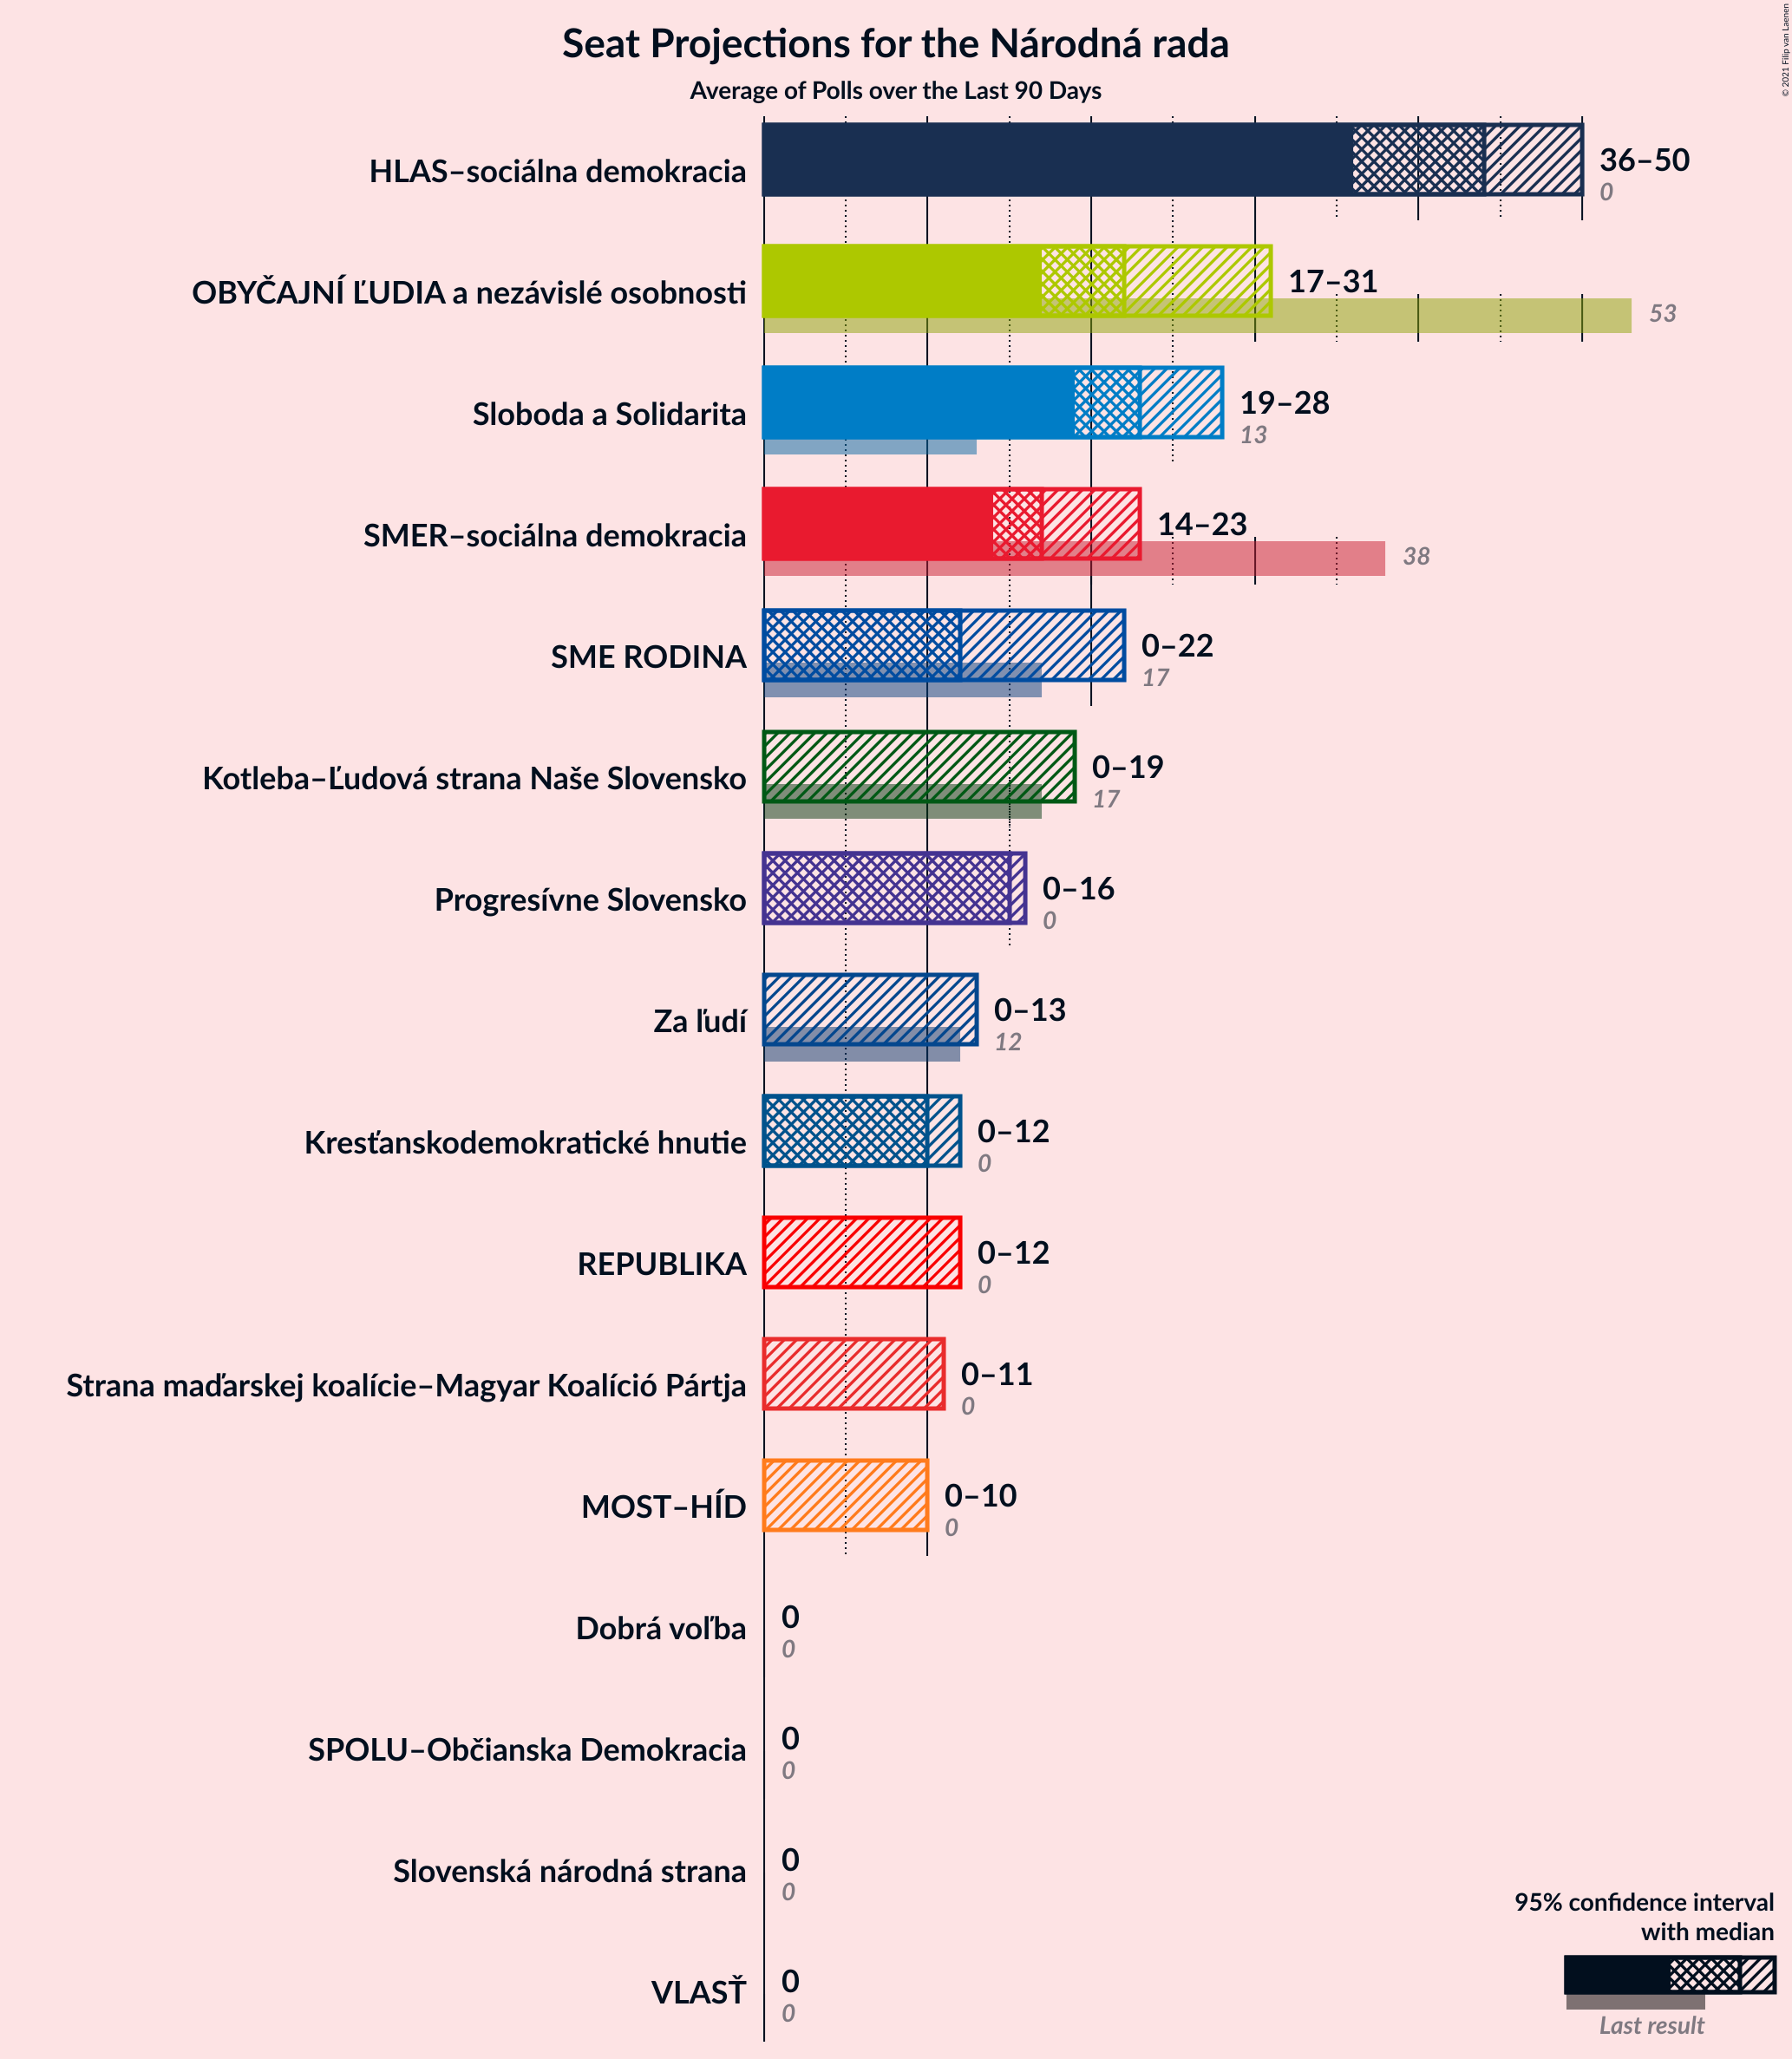 Seat Projections for the Národná rada
Average of Polls over the Last 90 Days
© 2021 Filip van Laenen
HLAS–sociálna demokracia
36–50
0
OBYČAJNÍ ĽUDIA a nezávislé osobnosti
17–31
53
Sloboda a Solidarita
19–28
13
SMER–sociálna demokracia
14–23
38
SME RODINA
0–22
17
Kotleba–Ľudová strana Naše Slovensko
0–19
17
Progresívne Slovensko
0–16
0
Za ľudí
0–13
12
Kresťanskodemokratické hnutie
0–12
0
REPUBLIKA
0–12
0
Strana maďarskej koalície–Magyar Koalíció Pártja
0–11
0
MOST–HÍD
0–10
0
Dobrá voľba
0
0
SPOLU–Občianska Demokracia
0
0
Slovenská národná strana
0
0
VLASŤ
0
0
95% confidence interval
with median
Last result